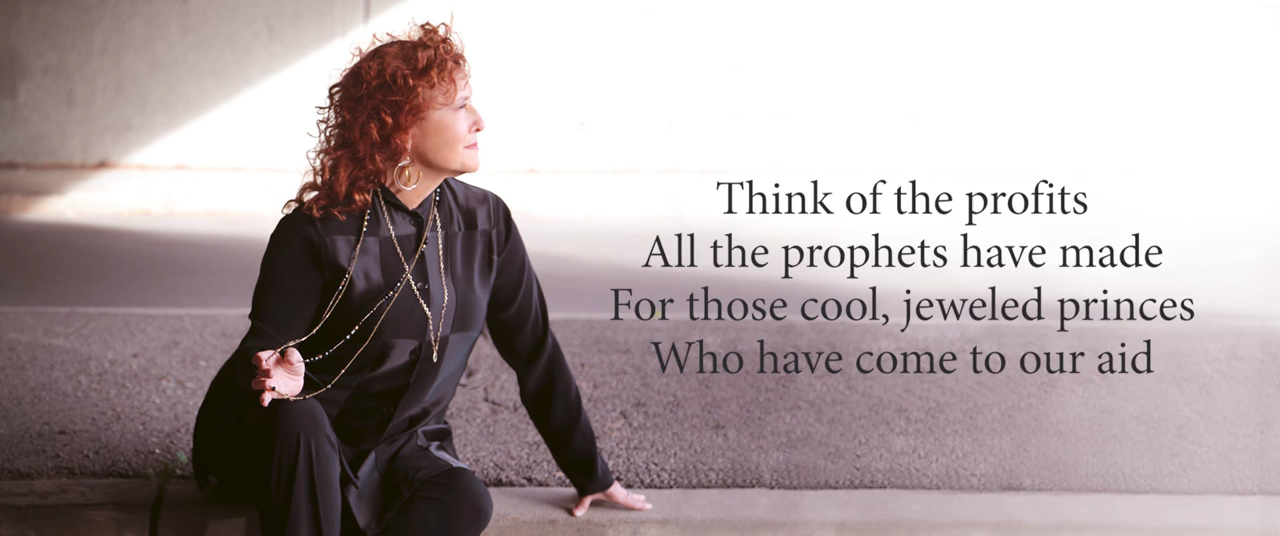 Think of the profits
All the prophets have made
For those cool, jeweled princes
Who have come to our aid